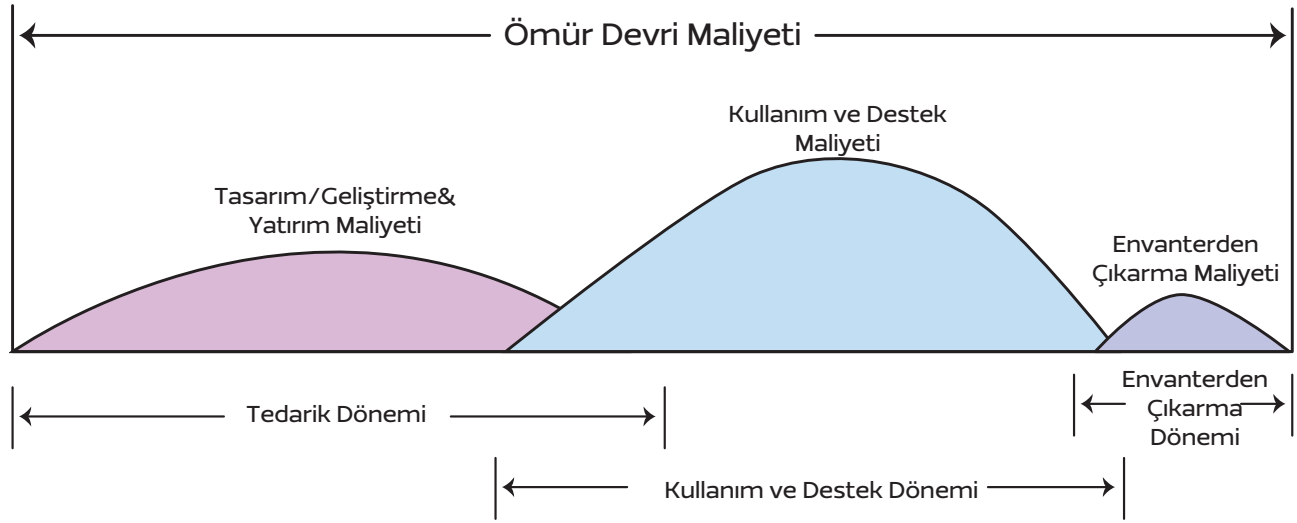 Ömür Devri Maliyeti
Kullanım ve Destek
Maliyeti
Tasarım/Geliştirme&
Yatırım Maliyeti
Envanterden
Çıkarma Maliyeti
Tedarik Dönemi
Envanterden
Çıkarma
Dönemi
Kullanım ve Destek Dönemi